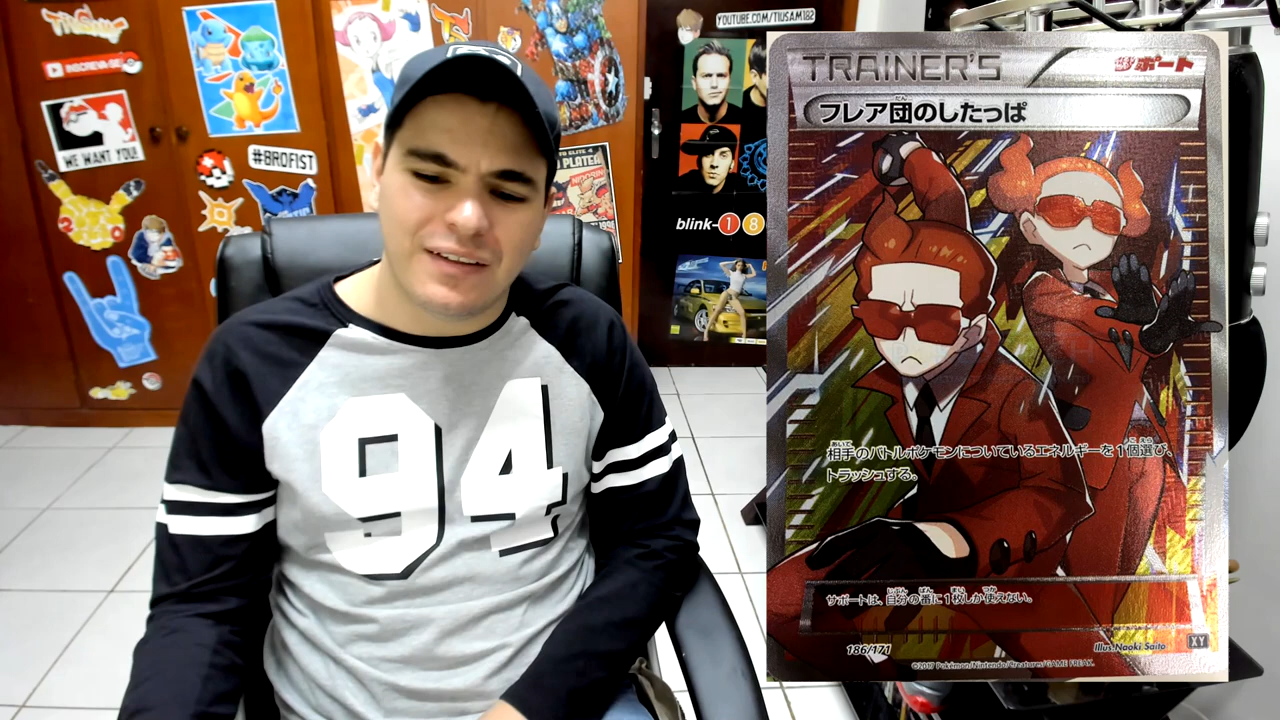 YOUTUBE.COM/TIUSAM182
INSCREVA-SE
WE WANT YOU!
#BROFIST
PLAYER
blink-18
94
TRAINER'S
サポート
フレア団のしたっぱ
相手のバトルポケモンについているエネルギーを1個選び、
トラッシュする。
サポートは、自分の番に1枚しか使えない。
186/171
Illus. Naoki Saito
XY
©2017 Pokémon/Nintendo/Creatures/GAME FREAK.